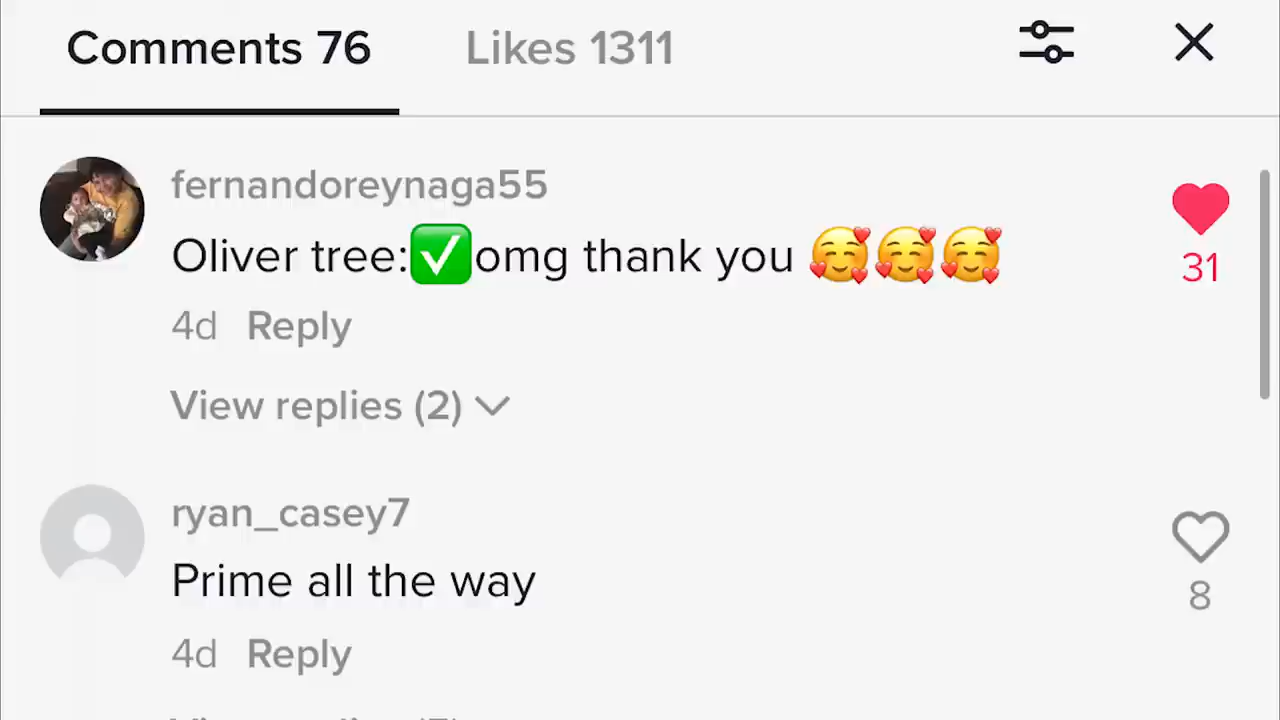 Comments 76 Likes 1311
fernandoreynaga55
Oliver tree:✅omg thank you 🥰🥰🥰
31
4d Reply
View replies (2)
ryan_casey7
Prime all the way
8
4d Reply